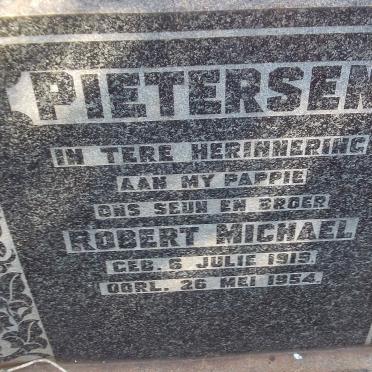 PIETERSEN
IN TERE HERINNERING
AAN MY PAPPIE
ONS SEUN EN BROER
ROBERT MICHAEL
GEB. 6 JULIE 1919.
OORL. 26 MEI 1954.